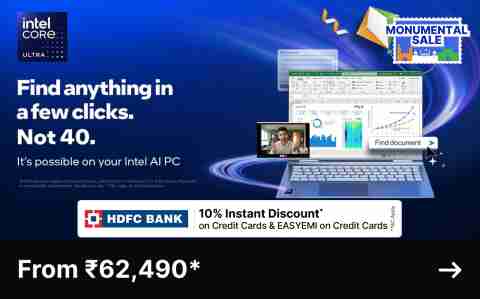 intel
CORE
ULTRA
MONUMENTAL
SALE
Find anything in
a few clicks.
Not 40.
It's possible on your Intel AI PC
Find document
HDFC BANK
10% Instant Discount*
on Credit Cards & EASYEMI on Credit Cards
From ₹62,490*